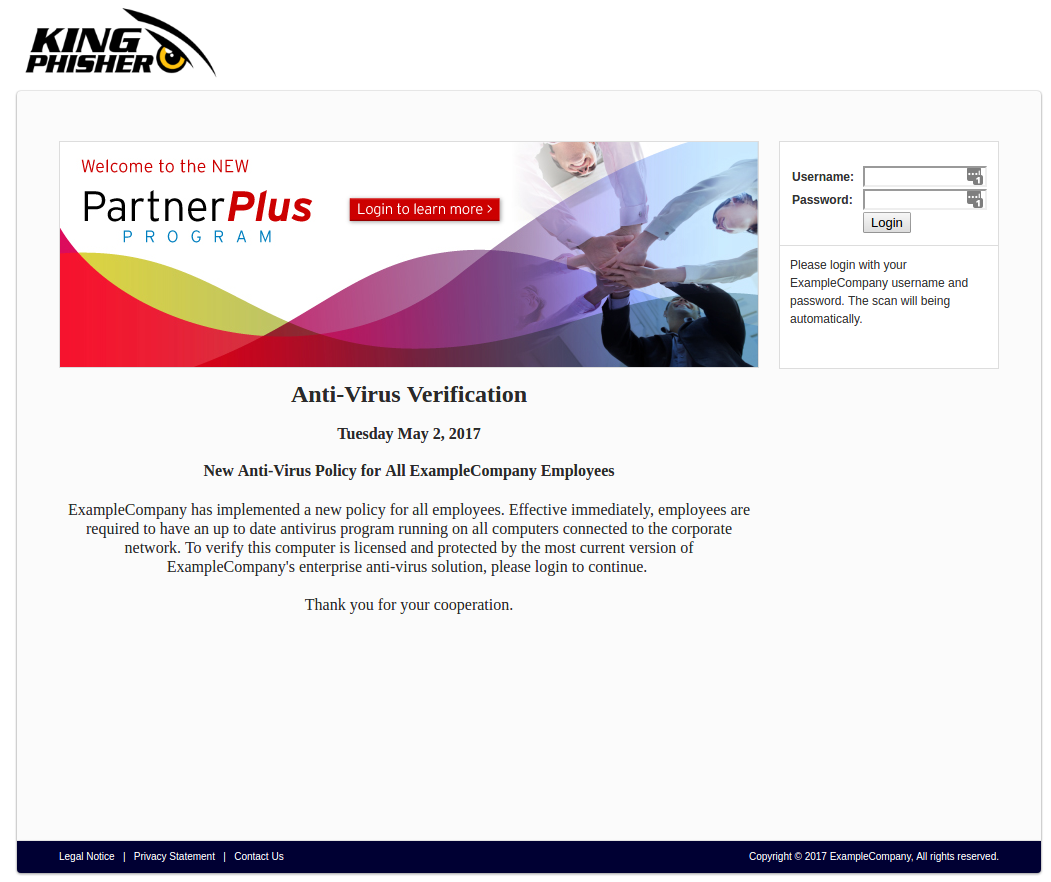 KING
PHISHER
Welcome to the NEW
PartnerPlus
PROGRAM
Login to learn more >
Username:
Password:
Login
Please login with your
ExampleCompany username and
password. The scan will being
automatically.
Anti-Virus Verification
Tuesday May 2, 2017
New Anti-Virus Policy for All ExampleCompany Employees
ExampleCompany has implemented a new policy for all employees. Effective immediately, employees are
required to have an up to date antivirus program running on all computers connected to the corporate
network. To verify this computer is licensed and protected by the most current version of
ExampleCompany's enterprise anti-virus solution, please login to continue.
Thank you for your cooperation.
Legal Notice | Privacy Statement | Contact Us
Copyright © 2017 ExampleCompany, All rights reserved.